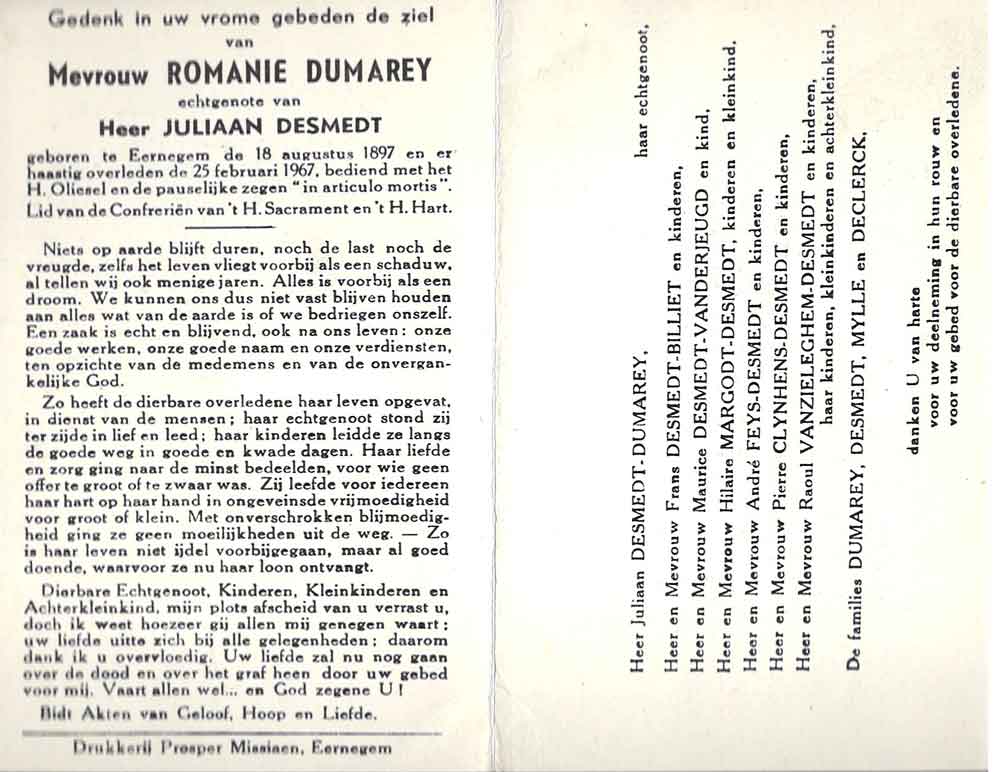 Gedenk in uw vrome gebeden de ziel
van
Mevrouw ROMANIE DUMAREY
echtgenote van
Heer JULIAAN DESMEDT
geboren te Eernegem de 18 augustus 1897 en er
haastig overleden de 25 februari 1967, bediend met het
H. Oliesel en de pauselijke zegen "in articulo mortis".
Lid van de Confreriën van 't H. Sacrament en 't H. Hart.
Niets op aarde blijft duren, noch de last noch de
vreugde, zelfs het leven vliegt voorbij als een schaduw,
al tellen wij ook menige jaren. Alles is voorbij als een
droom. We kunnen ons dus niet vast blijven houden
aan alles wat van de aarde is of we bedriegen onszelf.
Een zaak is echt en blijvend, ook na ons leven: onze
goede werken, onze goede naam en onze verdiensten,
ten opzichte van de medemens en van de onvergan-
kelijke God.
Zo heeft de dierbare overledene haar leven opgevat,
in dienst van de mensen; haar echtgenoot stond zij
ter zijde in lief en leed; haar kinderen leidde ze langs
de goede weg in goede en kwade dagen. Haar liefde
en zorg ging naar de minst bedeelden, voor wie geen
offer te groot of te zwaar was. Zij leefde voor iedereen
haar hart op haar hand in ongeveinsde vrijmoedigheid
voor groot of klein. Met onverschrokken blijmoedig-
heid ging ze geen moeilijkheden uit de weg. — Zo
is haar leven niet ijdel voorbijgegaan, maar al goed
doende, waarvoor ze nu haar loon ontvangt.
Dierbare Echtgenoot, Kinderen, Kleinkinderen en
Achterkleinkind, mijn plots afscheid van u verrast u,
doch ik weet hoezeer gij allen mij genegen waart;
uw liefde uitte zich bij alle gelegenheden; daarom
dank ik u overvloedig. Uw liefde zal nu nog gaan
over de dood en over het graf heen door uw gebed
voor mij. Vaart allen wel... en God zegene U!
Bidt Akten van Geloof, Hoop en Liefde.
Drukkerij Prosper Missiaen, Eernegem
Heer Juliaan DESMEDT-DUMAREY, haar echtgenoot,
Heer en Mevrouw Frans DESMEDT-BILLIET en kinderen,
Heer en Mevrouw Maurice DESMEDT-VANDERJEUGD en kind,
Heer en Mevrouw Hilaire MARGODT-DESMEDT, kinderen en kleinkind,
Heer en Mevrouw André FEYS-DESMEDT en kinderen,
Heer en Mevrouw Pierre CLYNHENS-DESMEDT en kinderen,
Heer en Mevrouw Raoul VANZIELEGHEM-DESMEDT en kinderen,
haar kinderen, kleinkinderen en achterkleinkind,
De families DUMAREY, DESMEDT, MYLLE en DECLERCK,
danken U van harte
voor uw deelneming in hun rouw en
voor uw gebed voor de dierbare overledene.